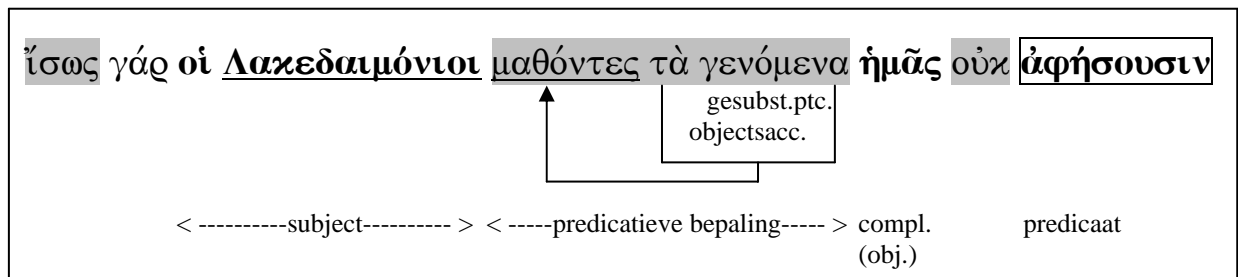 ἴσως γάρ οἱ Λακεδαιμόνιοι μαθόντες τὰ γενόμενα ἡμᾶς οὐκ ἀφήσουσιν
gesubst.ptc.
objectsacc.
< ----------subject---------- > < -----predicatieve bepaling----- > compl. predicaat
(obj.)